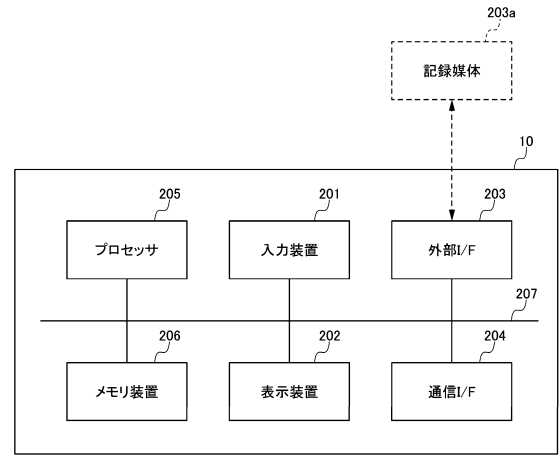 203a
記録媒体
10
205
201
203
プロセッサ
入力装置
外部I/F
207
206
202
204
メモリ装置
表示装置
通信I/F